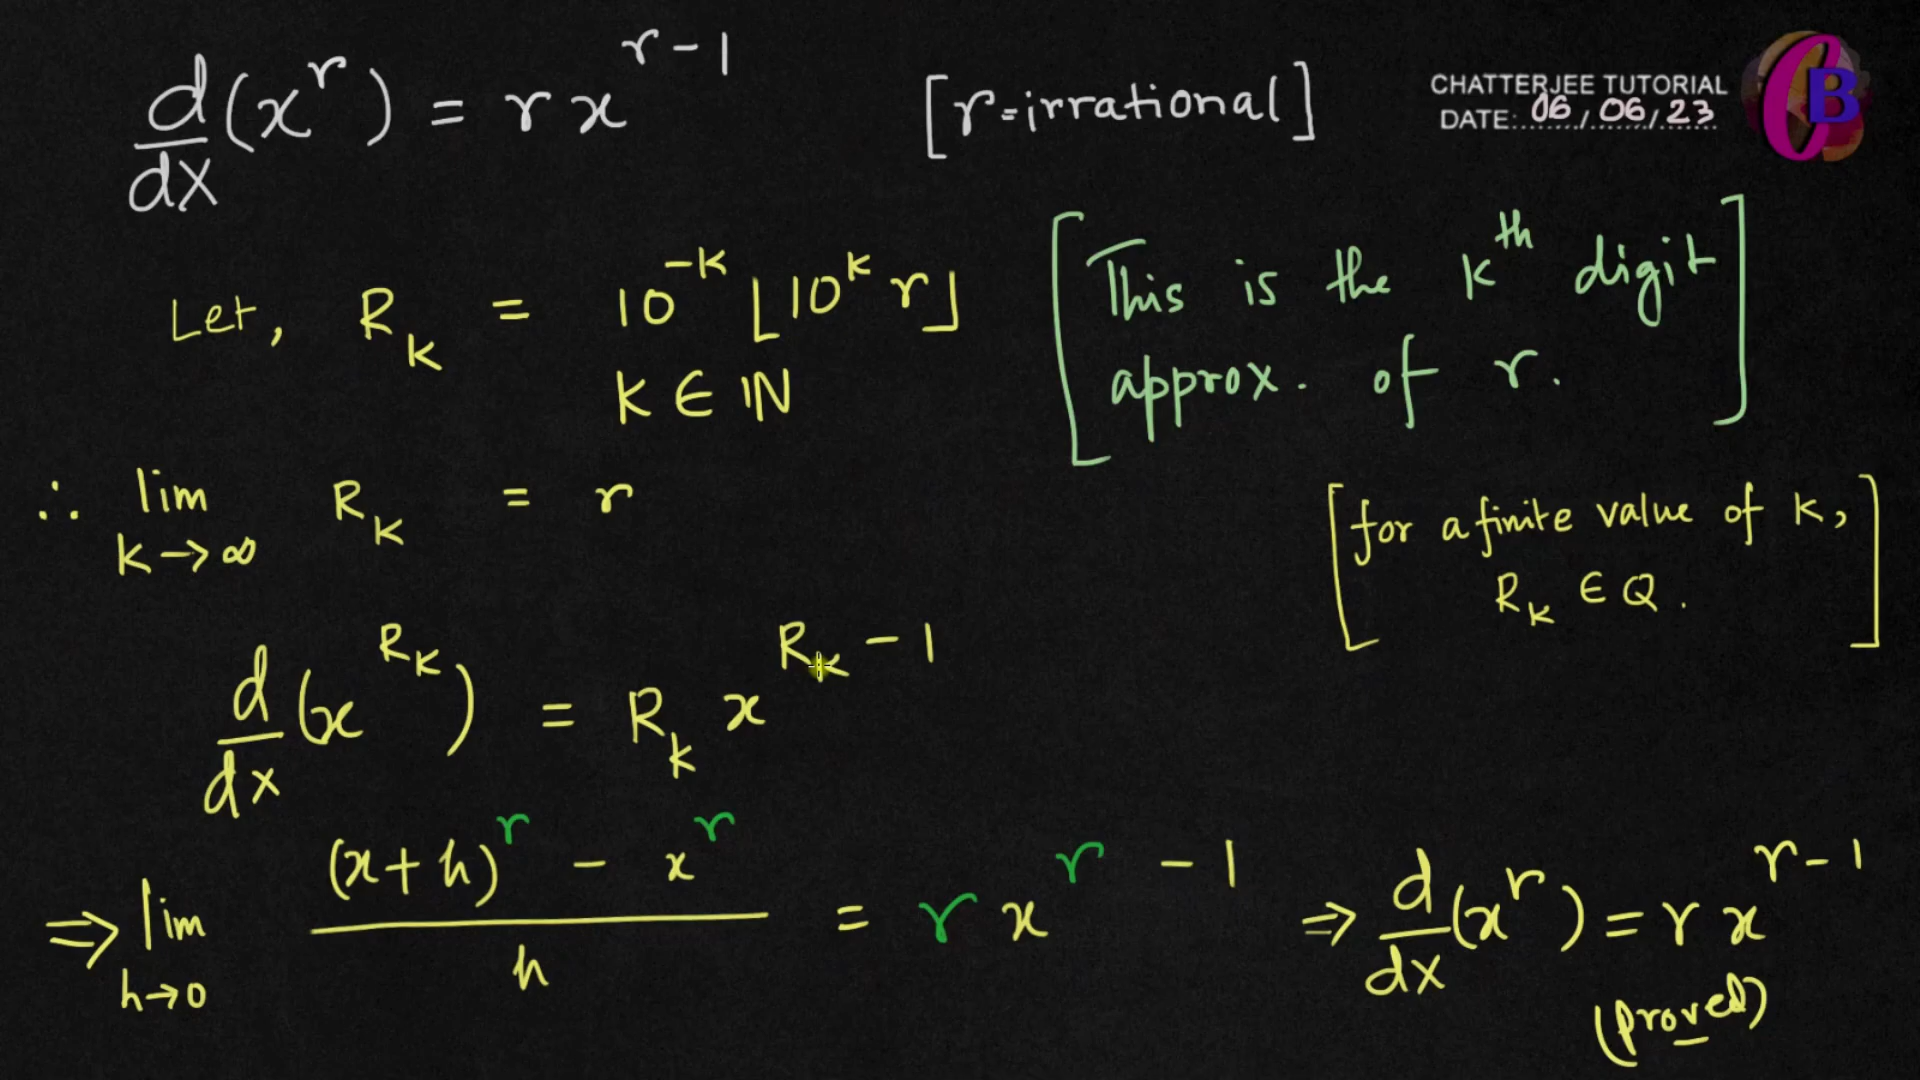 d/dx (x^r) = r x^(r-1) [r=irrational]
CHATTERJEE TUTORIAL
DATE:....06../..06../..23..
Let, R_K = 10^(-K) ⌊10^K r⌋
K ∈ ℕ
[This is the K^th digit
approx. of r.]
∴ lim_(K→∞) R_K = r
[for a finite value of K,
R_K ∈ Q.]
d/dx (x^(R_K)) = R_K x^(R_K - 1)
⇒ lim_(h→0) ((x+h)^r - x^r)/h = r x^(r-1) ⇒ d/dx (x^r) = r x^(r-1)
(proved)
CB